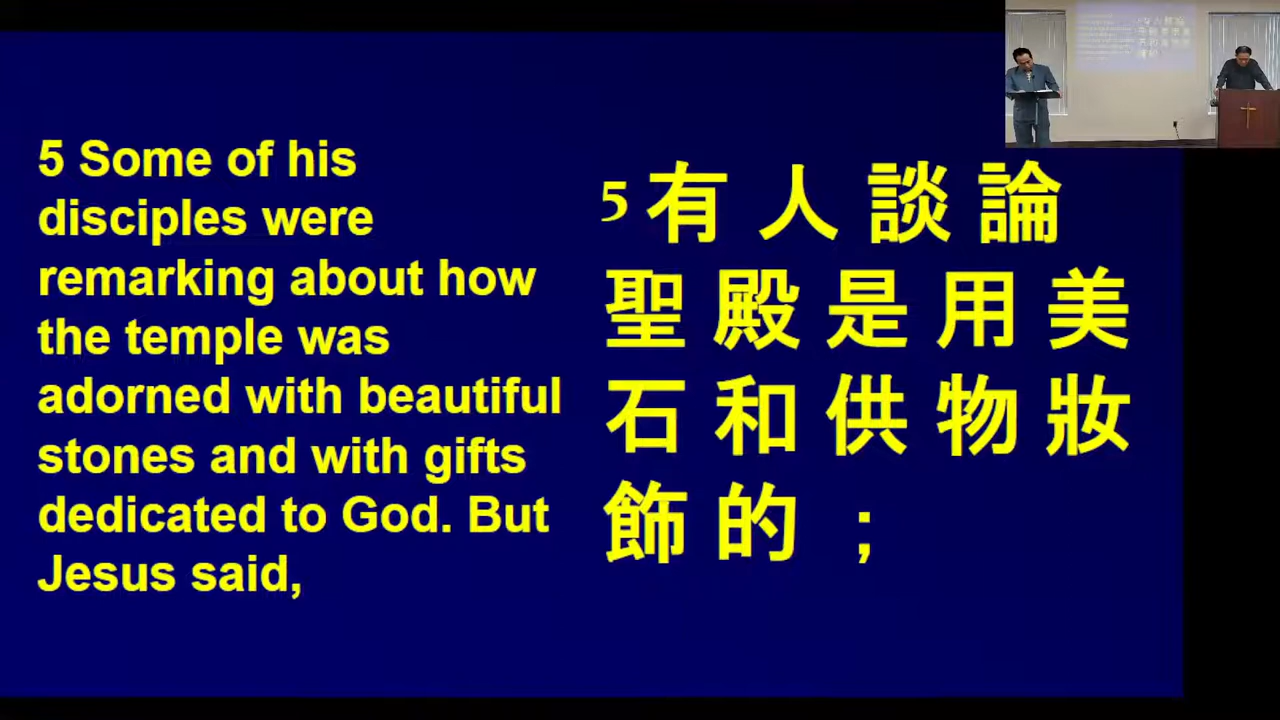 5 Some of his
disciples were
remarking about how
the temple was
adorned with beautiful
stones and with gifts
dedicated to God. But
Jesus said,
5 有人談論
聖殿是用美
石和供物妝
飾的；